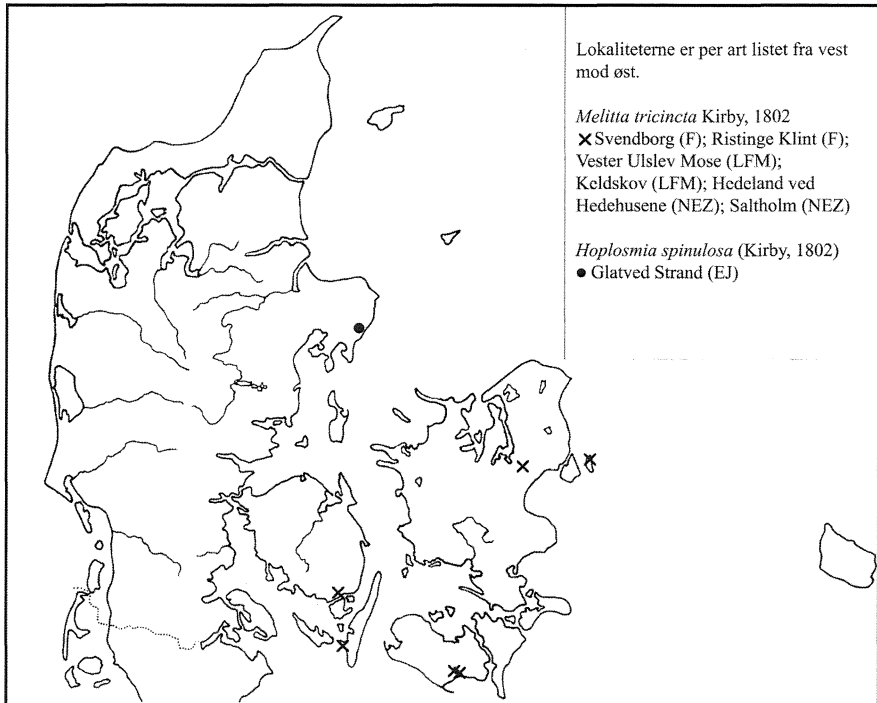 Lokaliteterne er per art listet fra vest
mod øst.
Melitta tricincta Kirby, 1802
✕ Svendborg (F); Ristinge Klint (F);
Vester Ulslev Mose (LFM);
Keldskov (LFM); Hedeland ved
Hedehusene (NEZ); Saltholm (NEZ)
Hoplosmia spinulosa (Kirby, 1802)
● Glatved Strand (EJ)